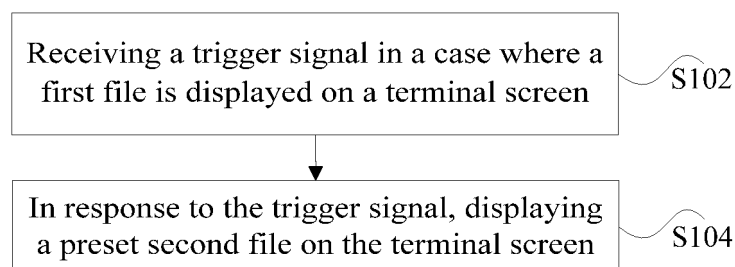 Receiving a trigger signal in a case where a
first file is displayed on a terminal screen
S102
In response to the trigger signal, displaying
a preset second file on the terminal screen
S104